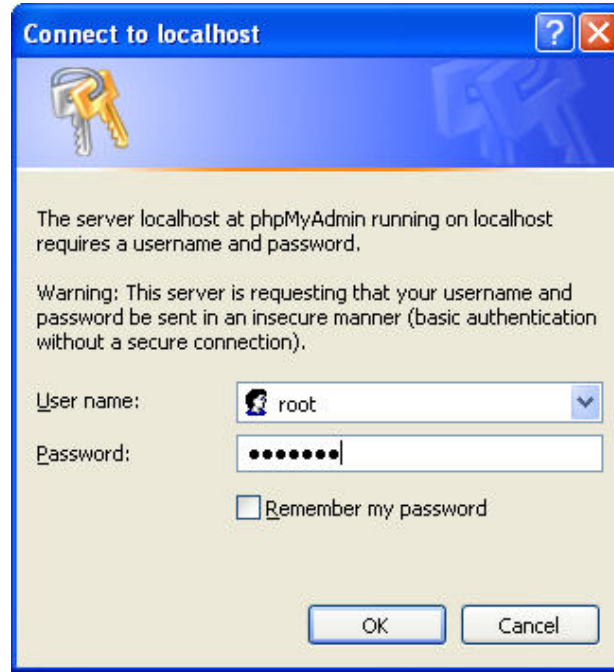 Connect to localhost
The server localhost at phpMyAdmin running on localhost
requires a username and password.
Warning: This server is requesting that your username and
password be sent in an insecure manner (basic authentication
without a secure connection).
User name:
root
Password:
●●●●●●●
Remember my password
OK
Cancel